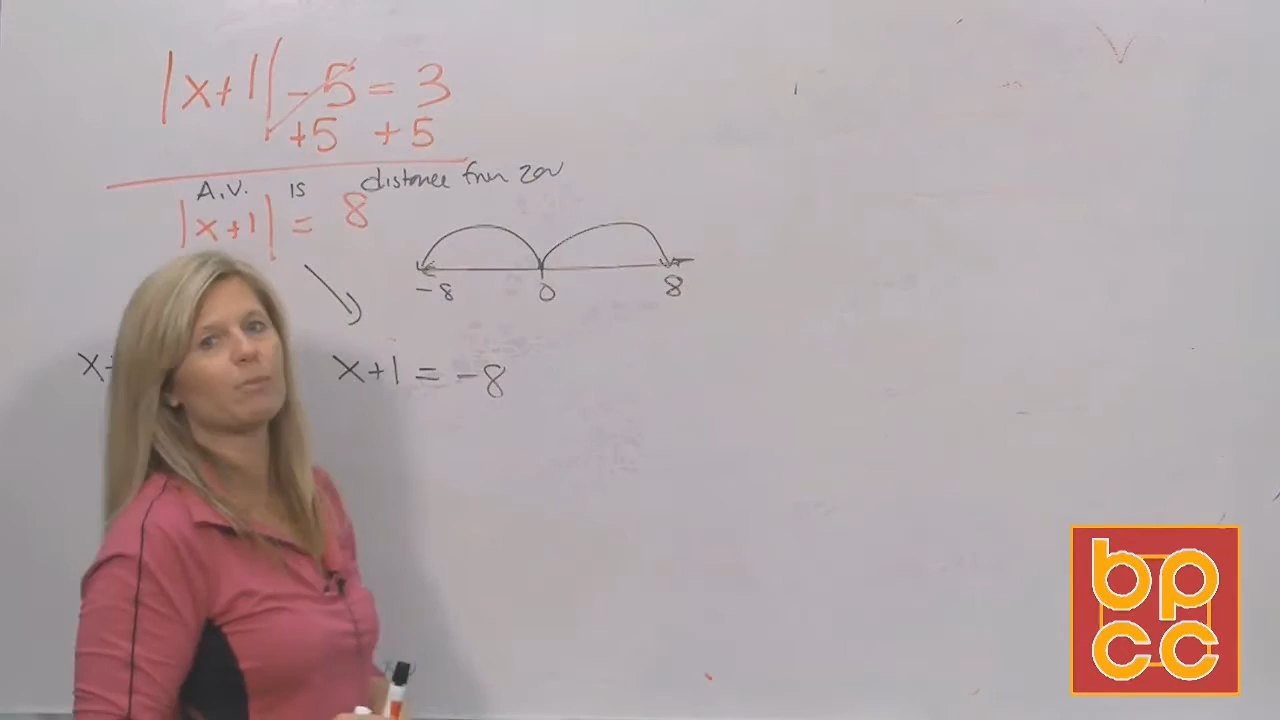 |x+1| - 5 = 3
+5 +5
A.V. is distance from zero
|x+1| = 8
-8 0 8
x+
x+1 = -8
bp
cc